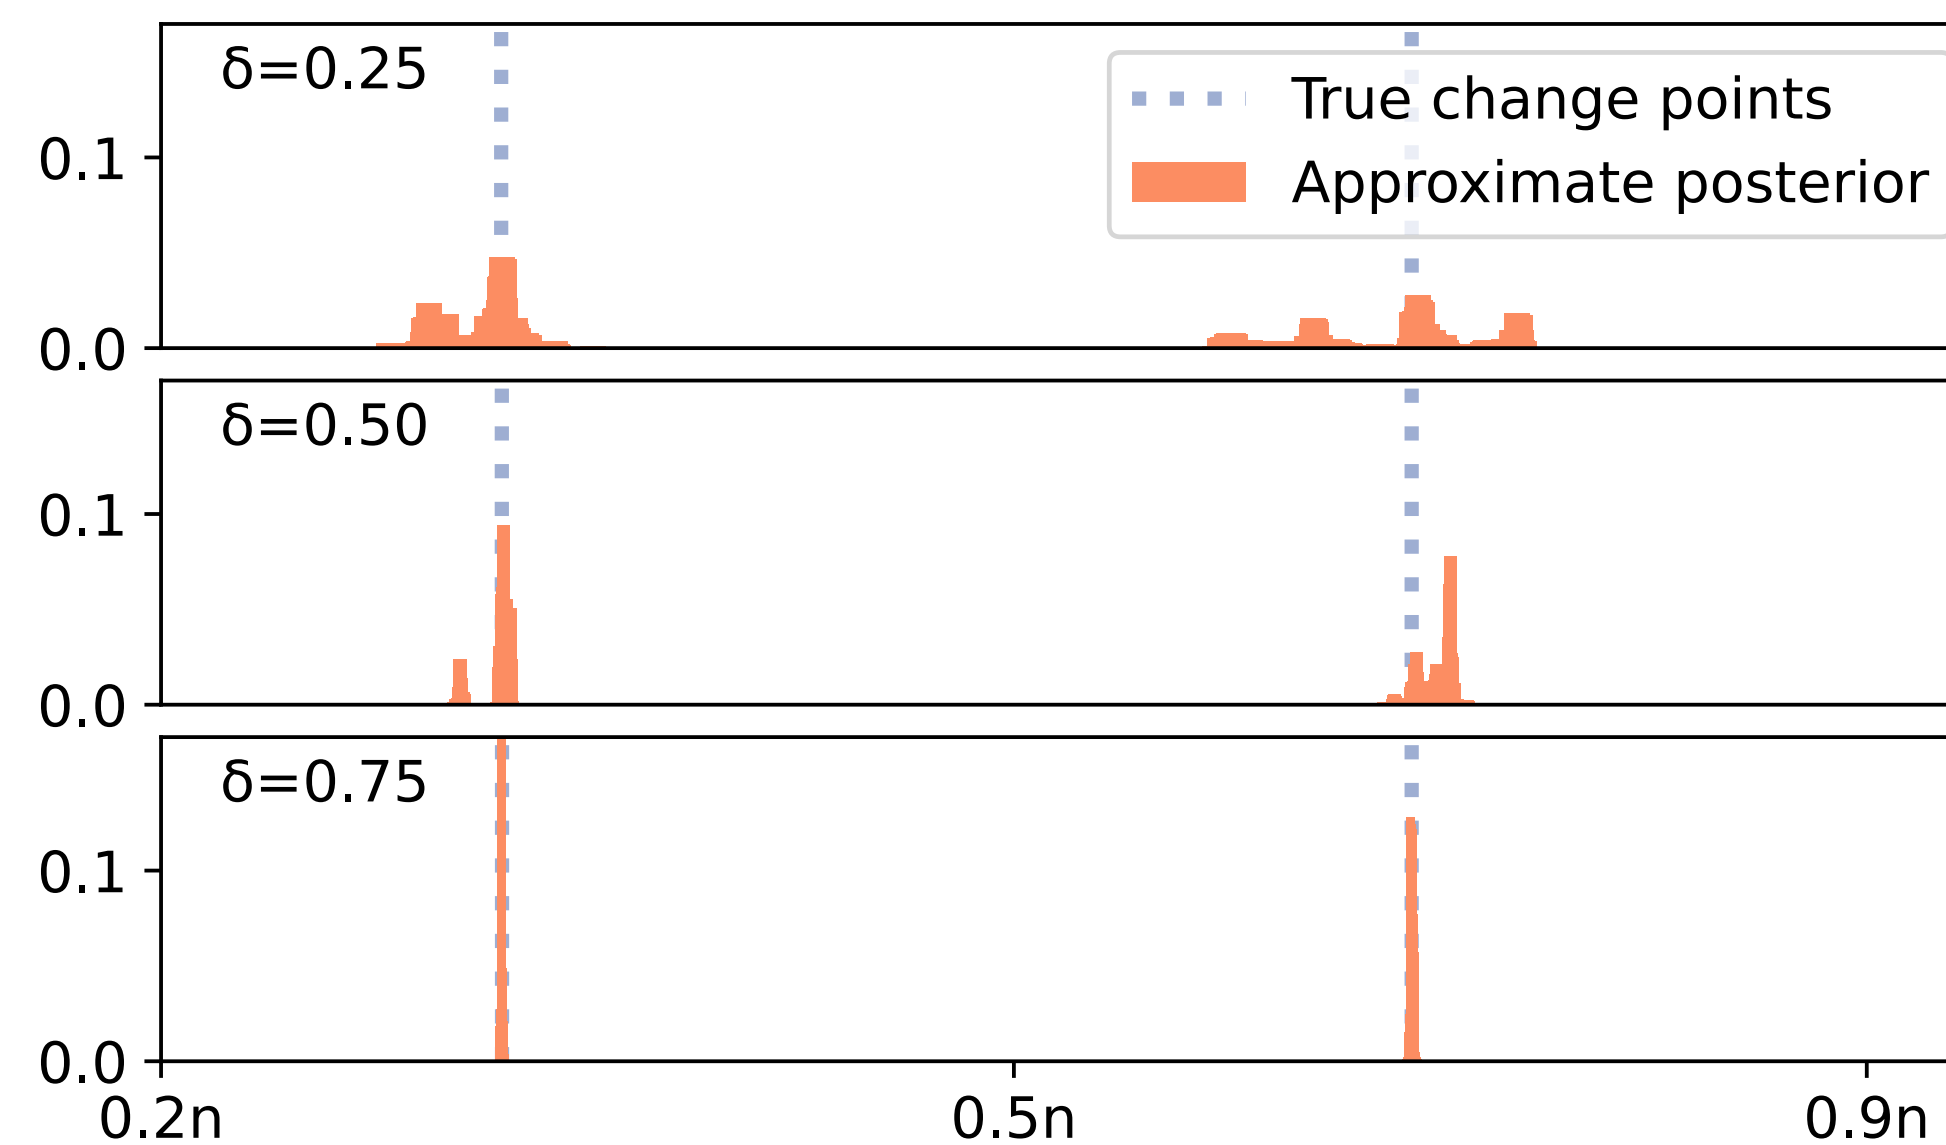 δ=0.25
True change points
Approximate posterior
0.1
0.0
δ=0.50
0.1
0.0
δ=0.75
0.1
0.0
0.2n
0.5n
0.9n